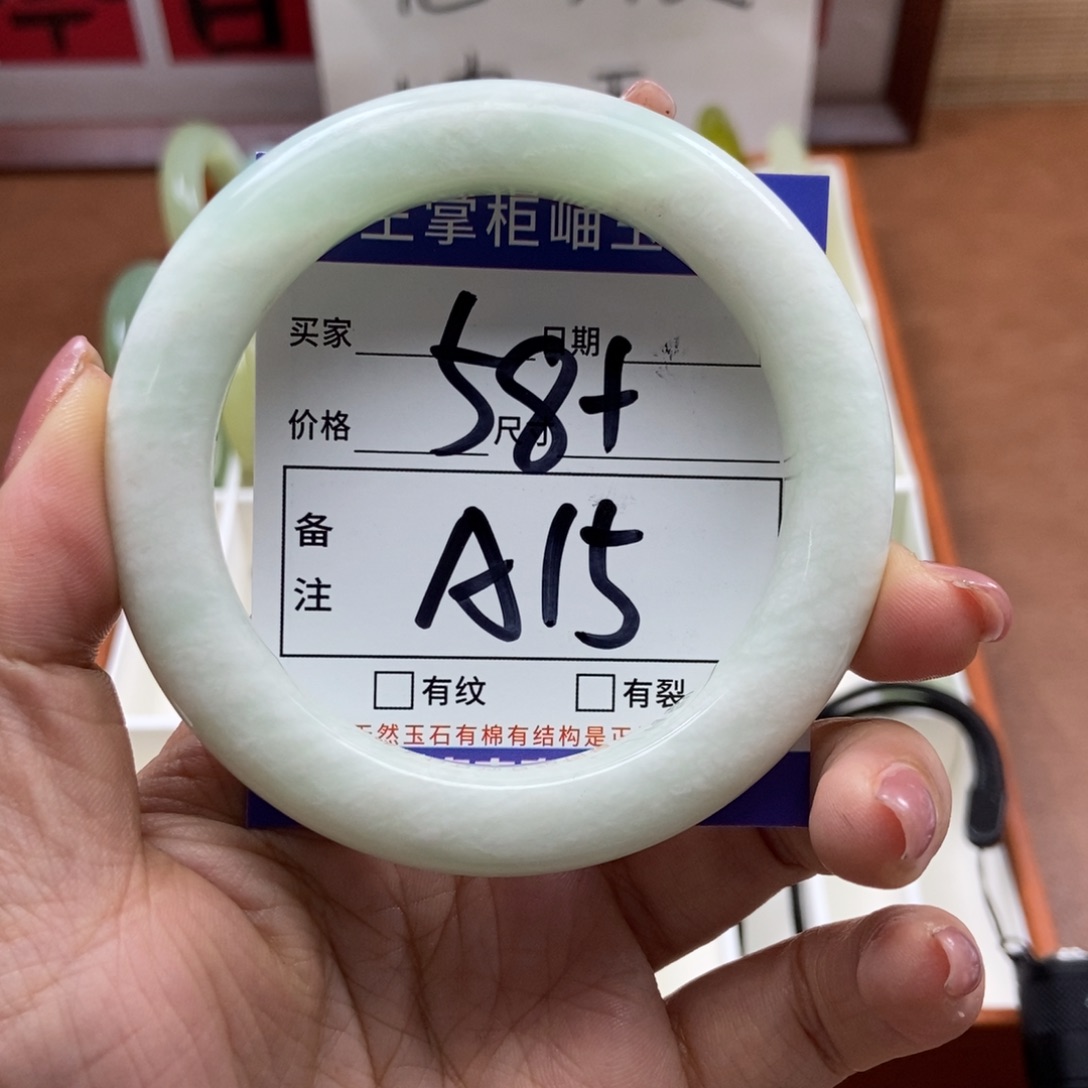 掌柜岫玉
买家 日期
58+
价格 尺寸
备注
A15
□有纹 □有裂
天然玉石有棉有结构是正